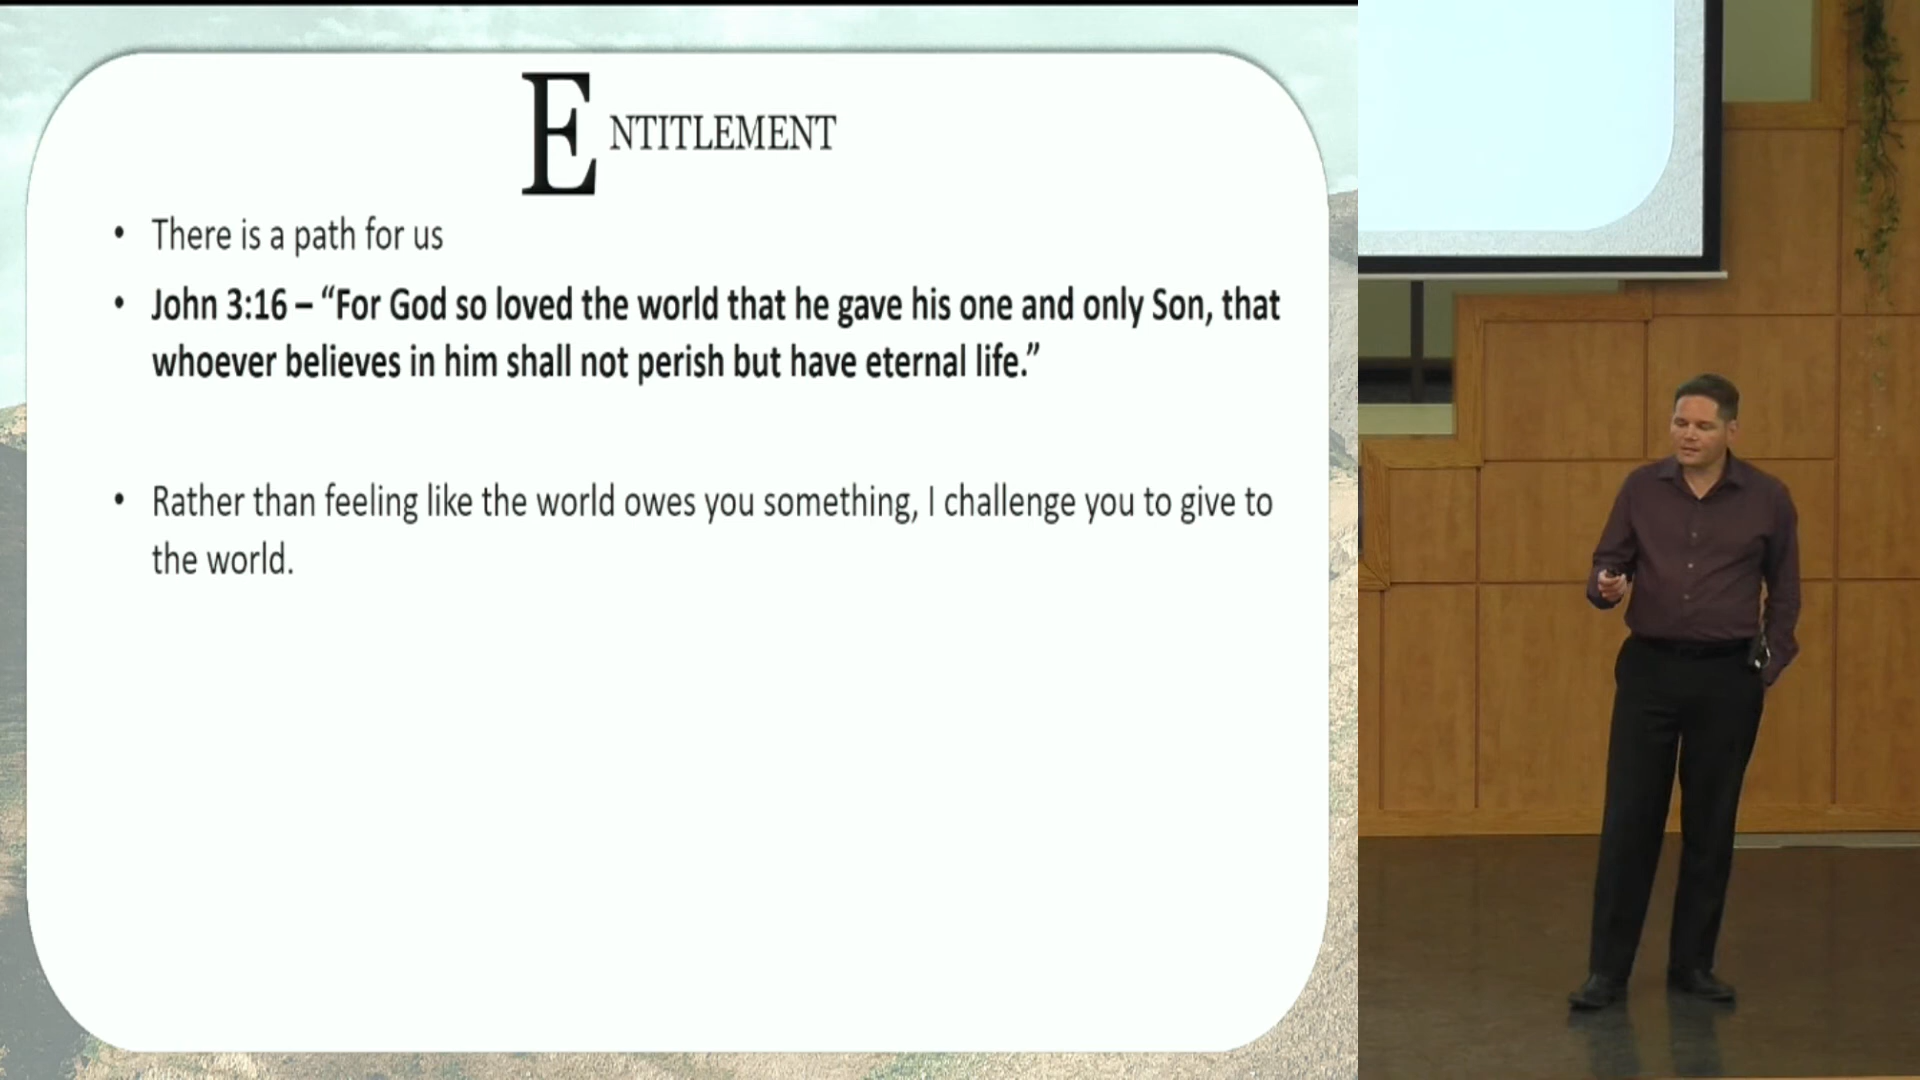 ENTITLEMENT
• There is a path for us
• John 3:16 – “For God so loved the world that he gave his one and only Son, that
whoever believes in him shall not perish but have eternal life.”
• Rather than feeling like the world owes you something, I challenge you to give to
the world.